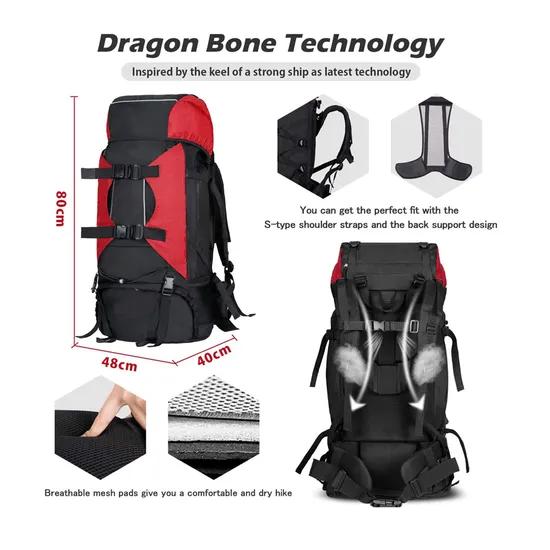 Dragon Bone Technology
Inspired by the keel of a strong ship as latest technology
80cm
48cm
40cm
You can get the perfect fit with the
S-type shoulder straps and the back support design
Breathable mesh pads give you a comfortable and dry hike